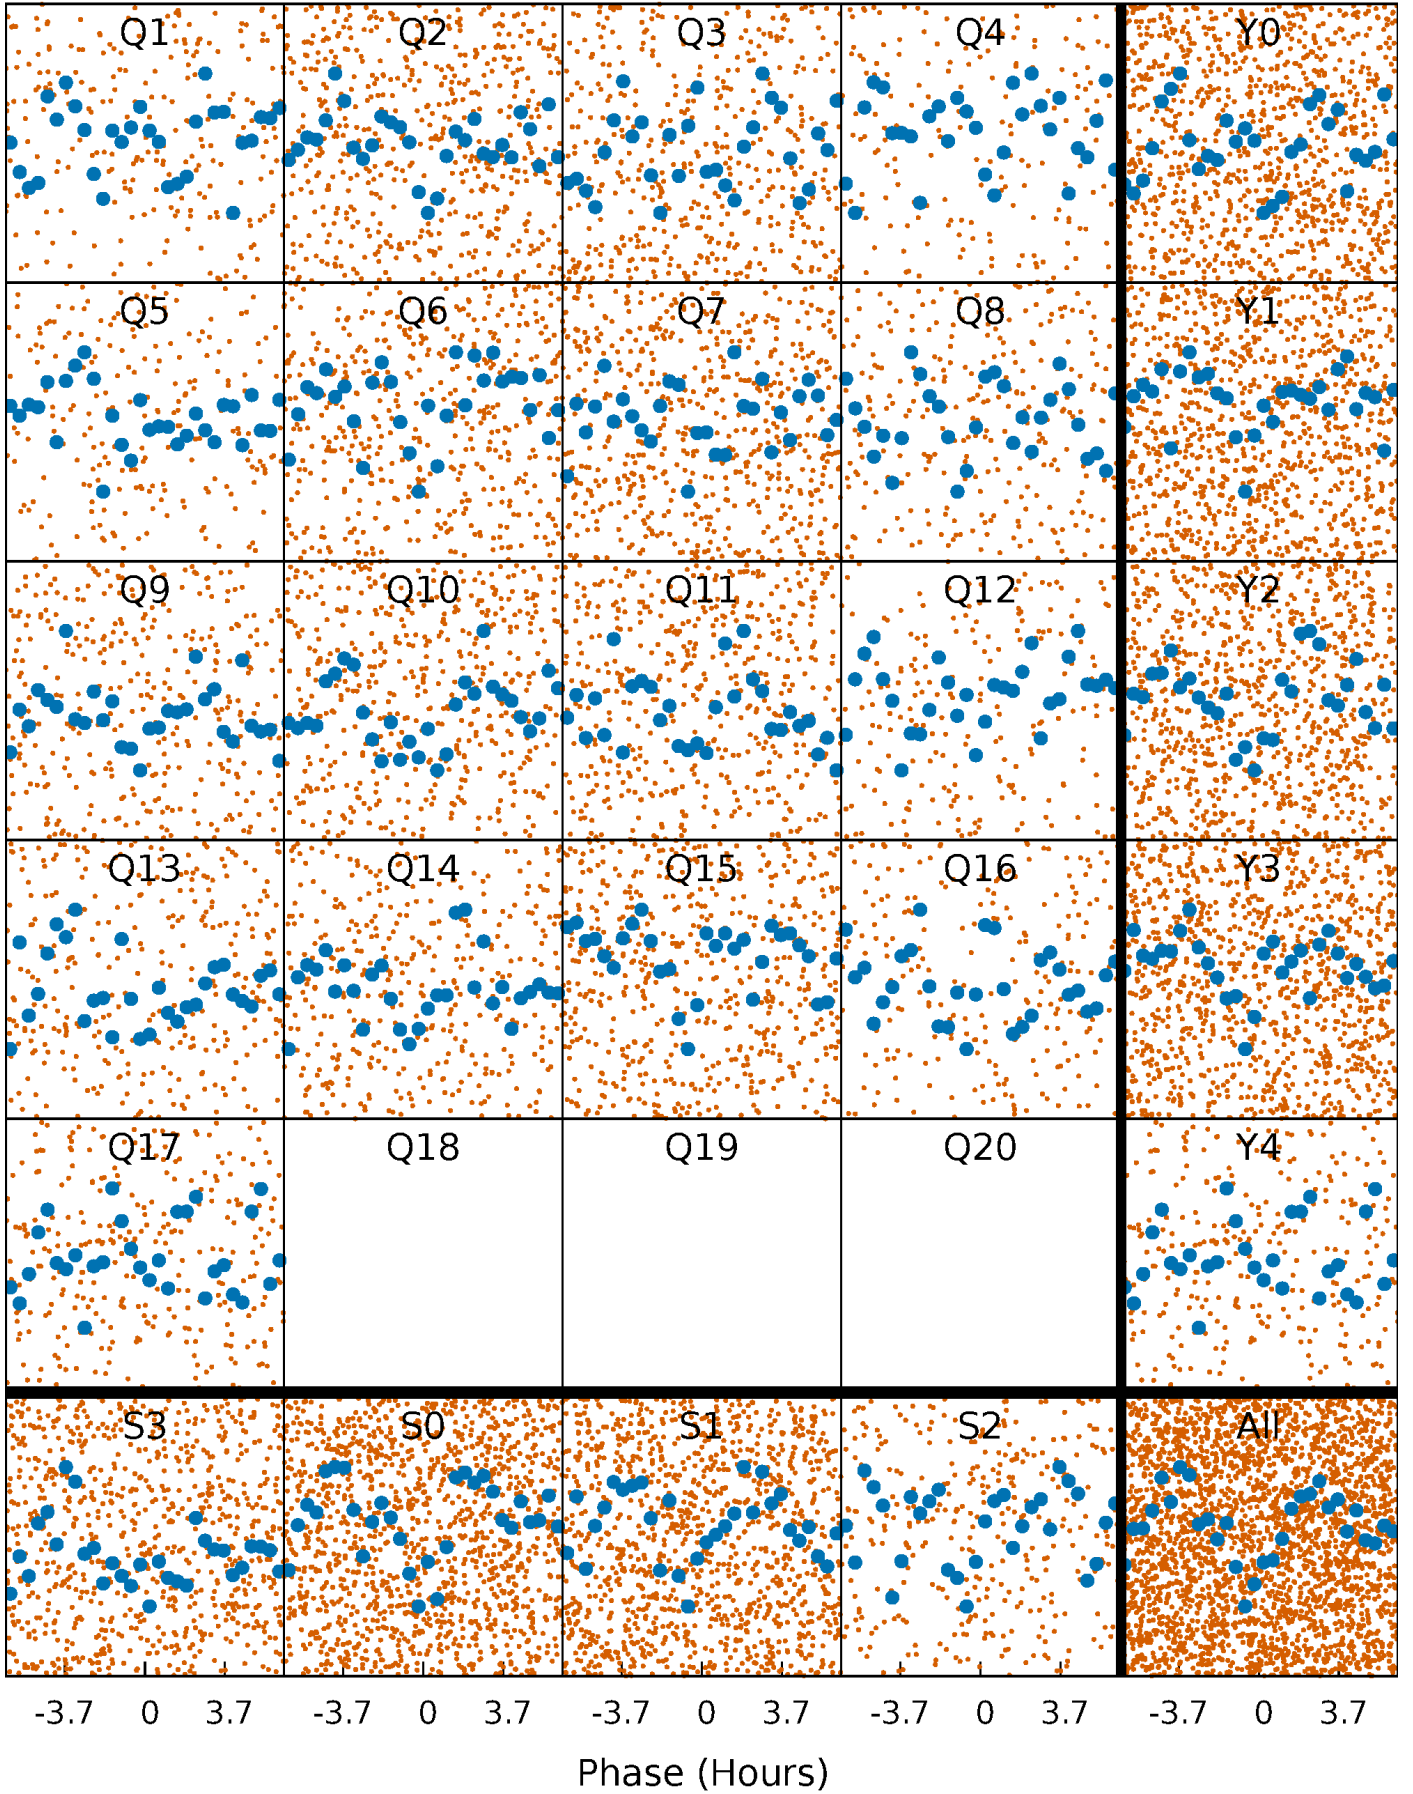 Q1 Q2 Q3 Q4 Y0
Q5 Q6 Q7 Q8 Y1
Q9 Q10 Q11 Q12 Y2
Q13 Q14 Q15 Q16 Y3
Q17 Q18 Q19 Q20 Y4
S3 S0 S1 S2 All
-3.7 0 3.7 -3.7 0 3.7 -3.7 0 3.7 -3.7 0 3.7 -3.7 0 3.7
Phase (Hours)